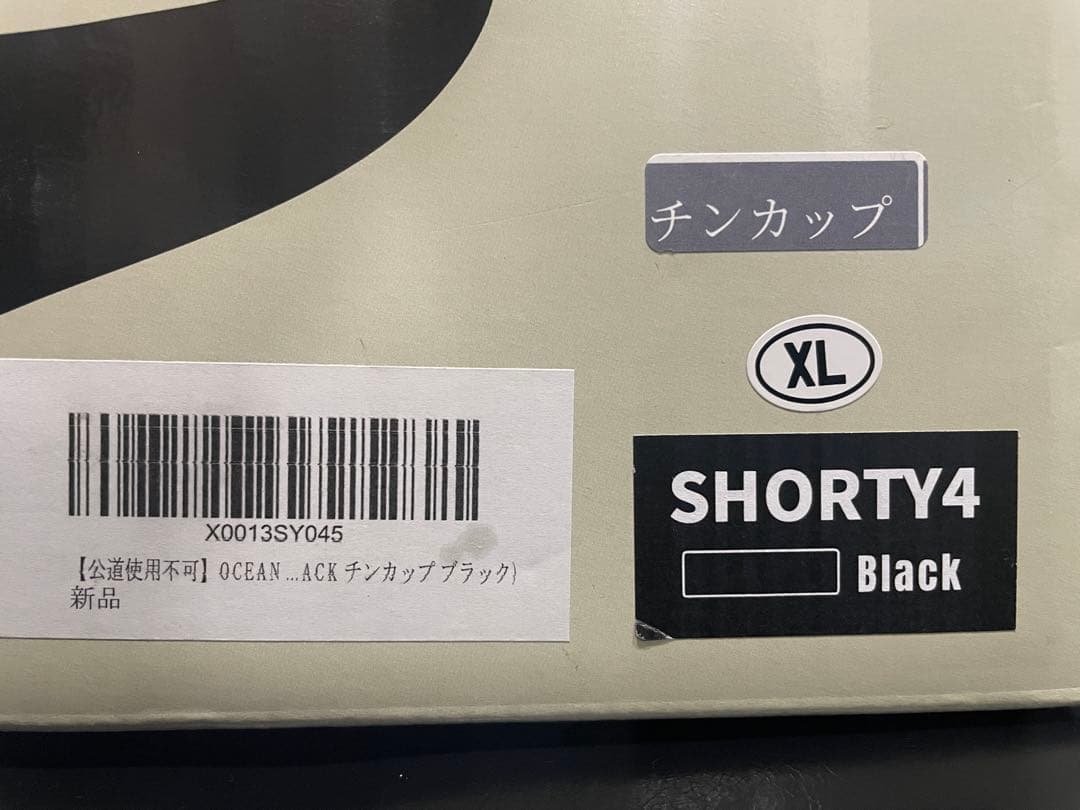 チンカップ
XL
SHORTY4
Black
X0013SY045
【公道使用不可】OCEAN ...ACK チンカップ ブラック)
新品